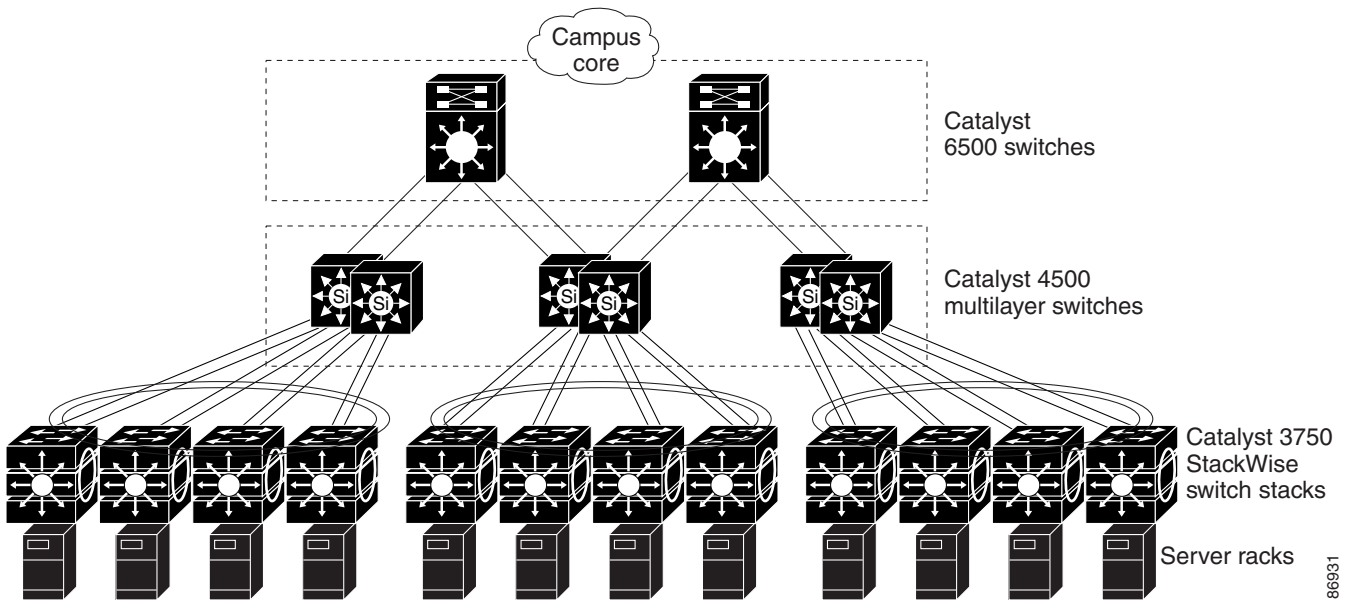 Campus
core
Catalyst
6500 switches
Si
Si
Si
Si
Si
Si
Catalyst 4500
multilayer switches
Catalyst 3750
StackWise
switch stacks
Server racks
86931